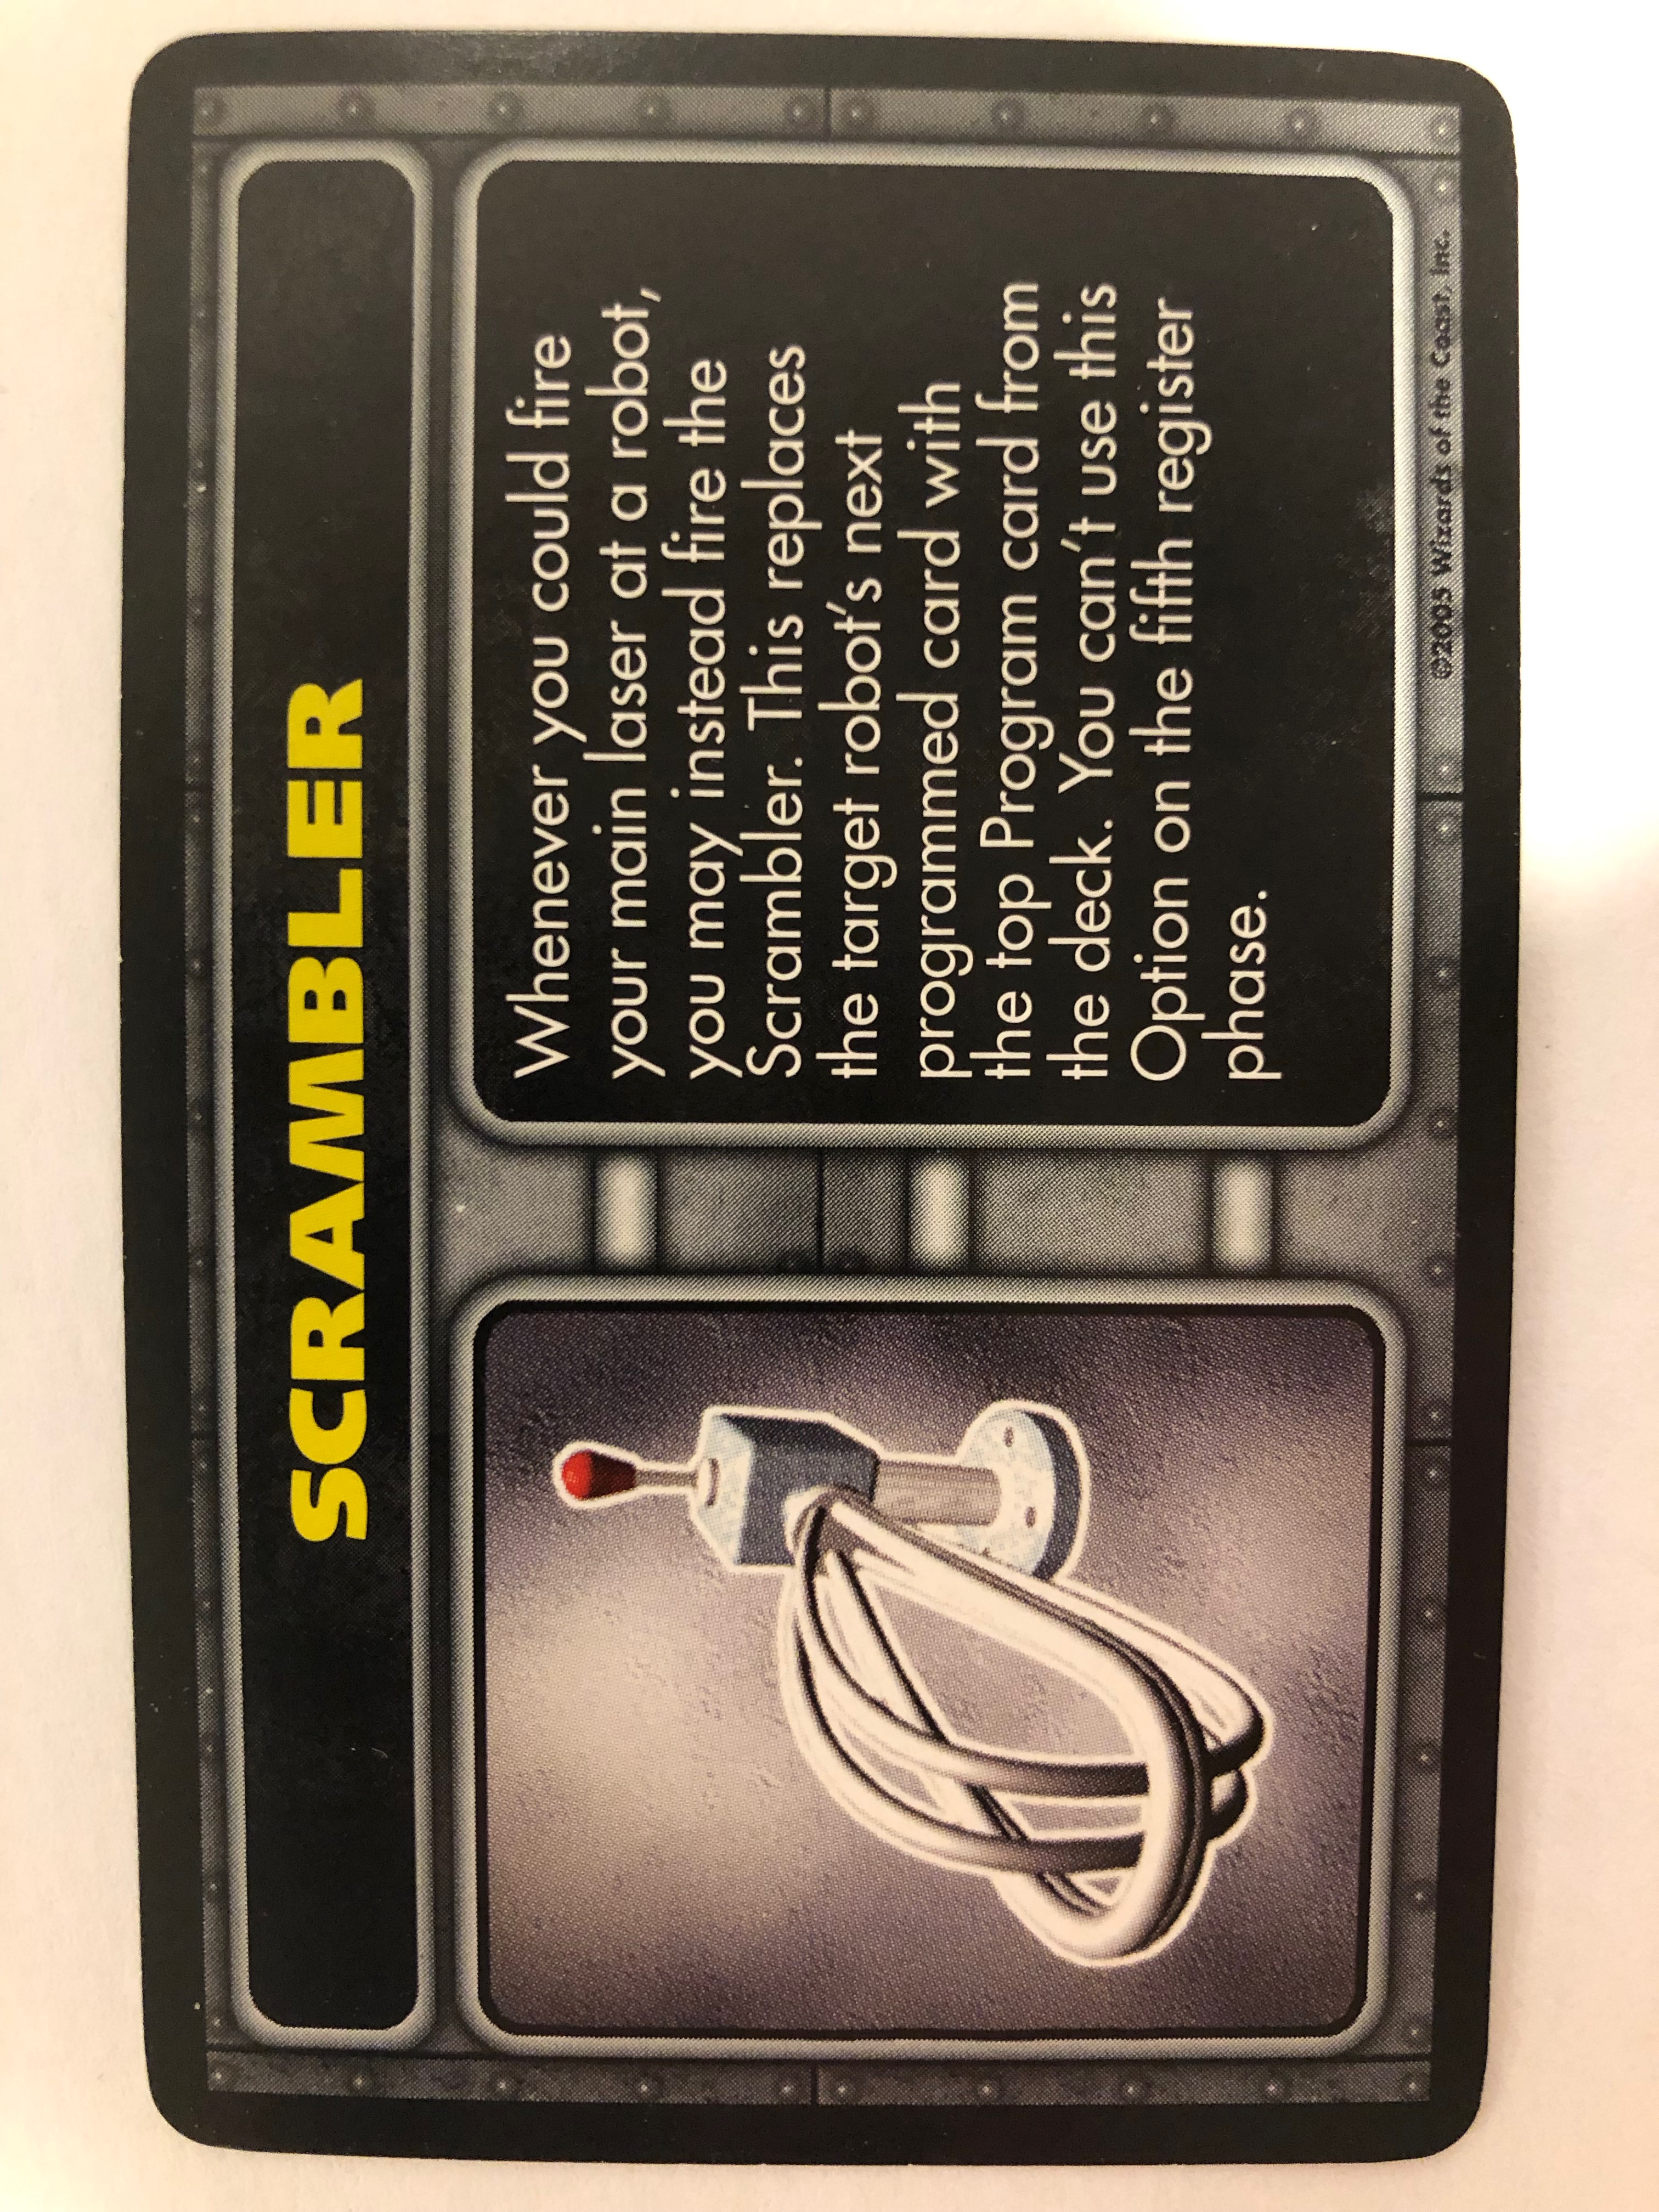 SCRAMBLER
Whenever you could fire
your main laser at a robot,
you may instead fire the
Scrambler. This replaces
the target robot's next
programmed card with
the top Program card from
the deck. You can't use this
Option on the fifth register
phase.
©2005 Wizards of the Coast, Inc.